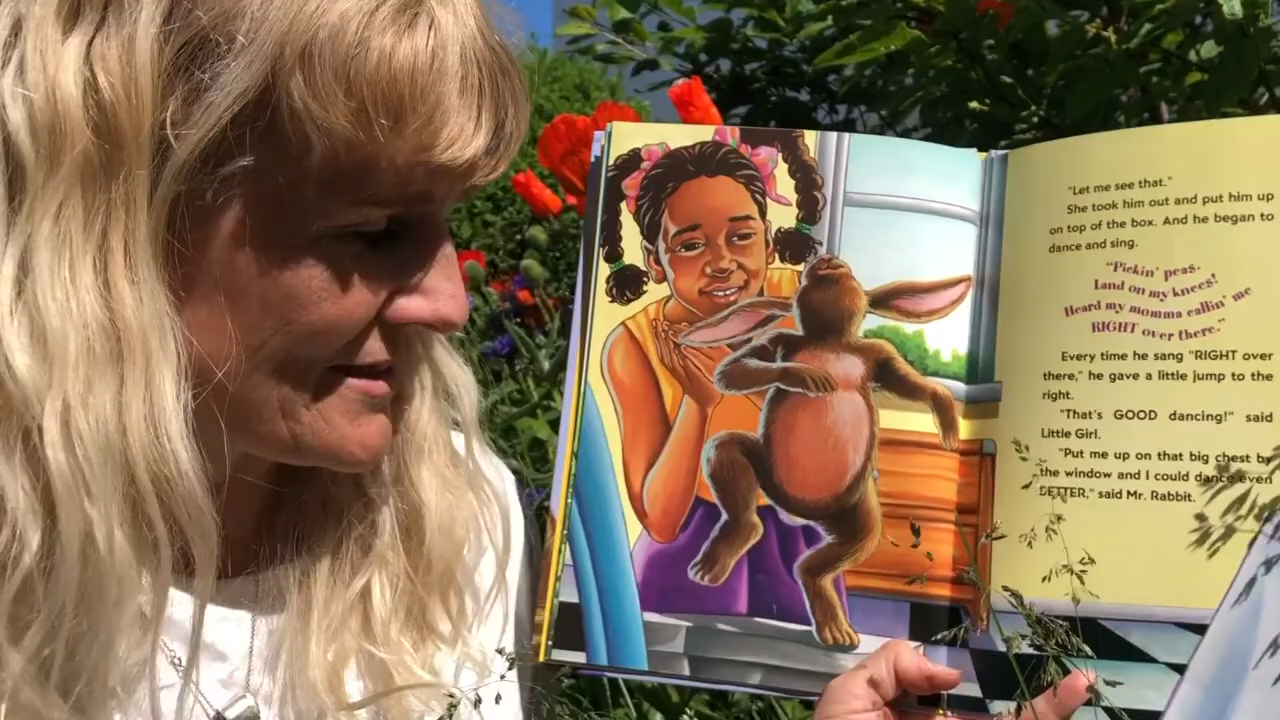 "Let me see that."
She took him out and put him up
on top of the box. And he began to
dance and sing.
"Pickin' peas.
Land on my knees!
Heard my momma callin' me
RIGHT over there."
Every time he sang "RIGHT over
there," he gave a little jump to the
right.
"That's GOOD dancing!" said
Little Girl.
"Put me up on that big chest by
the window and I could dance even
BETTER," said Mr. Rabbit.